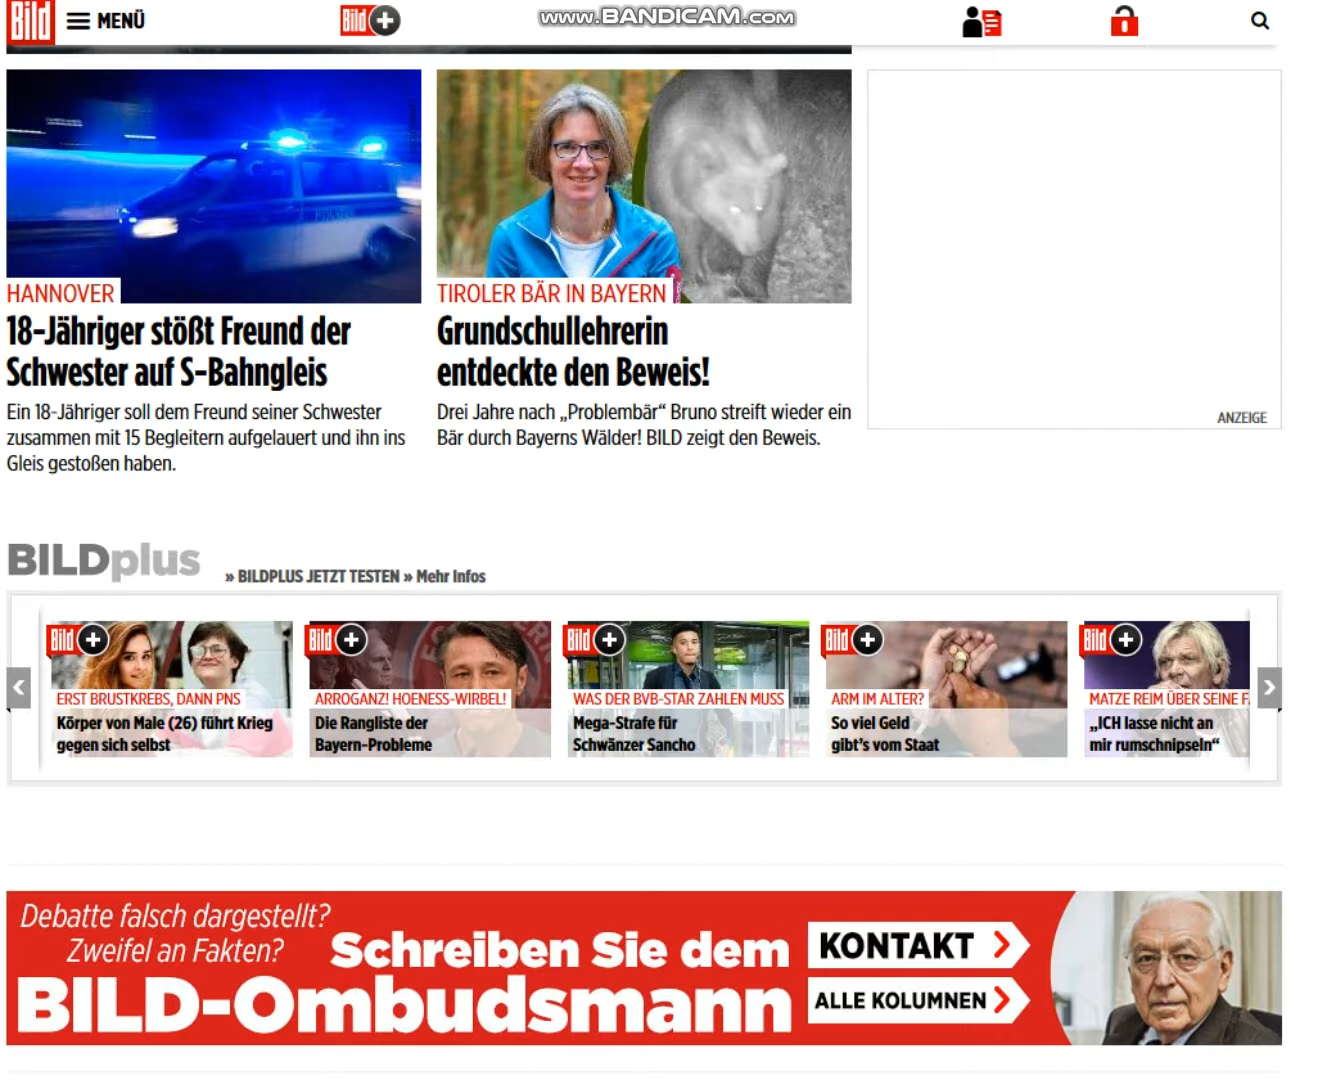 Bild
MENÜ
Bild +
www.BANDICAM.com
HANNOVER
18-Jähriger stößt Freund der
Schwester auf S-Bahngleis
Ein 18-Jähriger soll dem Freund seiner Schwester
zusammen mit 15 Begleitern aufgelauert und ihn ins
Gleis gestoßen haben.
TIROLER BÄR IN BAYERN
Grundschullehrerin
entdeckte den Beweis!
Drei Jahre nach „Problembär“ Bruno streift wieder ein
Bär durch Bayerns Wälder! BILD zeigt den Beweis.
ANZEIGE
BILDplus
» BILDPLUS JETZT TESTEN » Mehr Infos
Bild +
ERST BRUSTKREBS, DANN PNS
Körper von Male (26) führt Krieg
gegen sich selbst
Bild +
ARROGANZ! HOENESS-WIRBEL!
Die Rangliste der
Bayern-Probleme
Bild +
WAS DER BVB-STAR ZAHLEN MUSS
Mega-Strafe für
Schwänzer Sancho
Bild +
ARM IM ALTER?
So viel Geld
gibt's vom Staat
Bild +
MATZE REIM ÜBER SEINE F
„ICH lasse nicht an
mir rumschnipseln“
Debatte falsch dargestellt?
Zweifel an Fakten?
Schreiben Sie dem
BILD-Ombudsmann
KONTAKT
ALLE KOLUMNEN